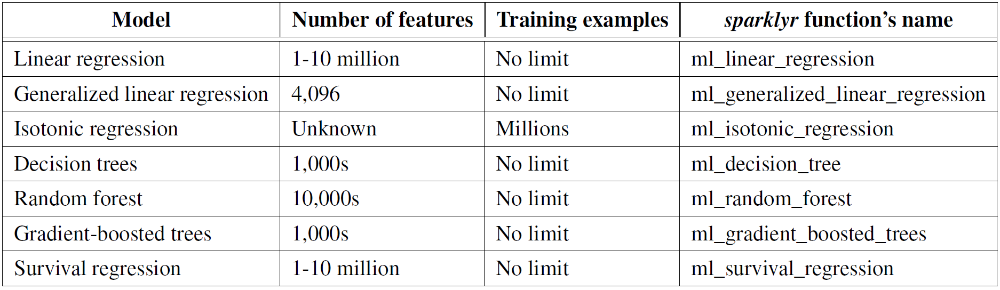 Model Number of features Training examples sparklyr function's name
Linear regression 1-10 million No limit ml_linear_regression
Generalized linear regression 4,096 No limit ml_generalized_linear_regression
Isotonic regression Unknown Millions ml_isotonic_regression
Decision trees 1,000s No limit ml_decision_tree
Random forest 10,000s No limit ml_random_forest
Gradient-boosted trees 1,000s No limit ml_gradient_boosted_trees
Survival regression 1-10 million No limit ml_survival_regression